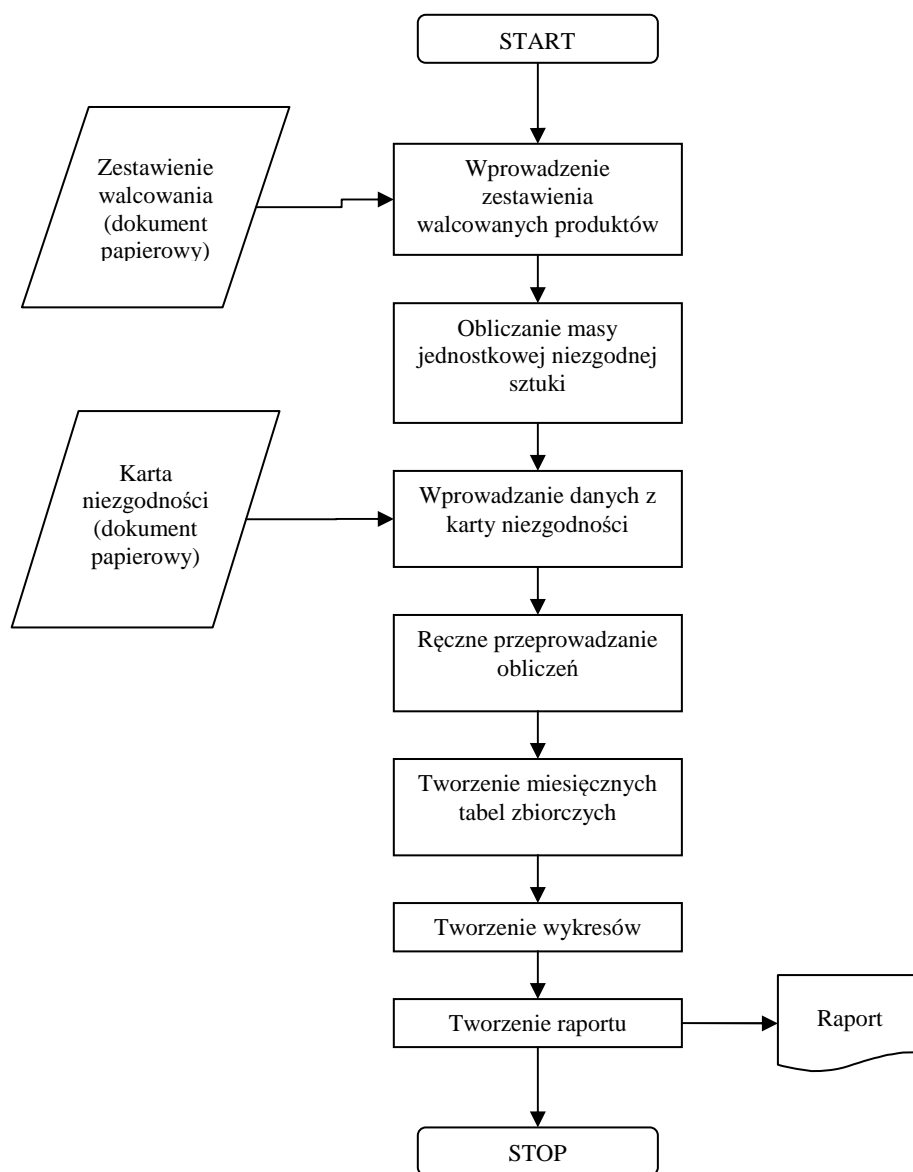 START
Zestawienie
walcowania
(dokument
papierowy)
Wprowadzenie
zestawienia
walcowanych produktów
Obliczanie masy
jednostkowej niezgodnej
sztuki
Karta
niezgodności
(dokument
papierowy)
Wprowadzanie danych z
karty niezgodności
Ręczne przeprowadzanie
obliczeń
Tworzenie miesięcznych
tabel zbiorczych
Tworzenie wykresów
Tworzenie raportu
Raport
STOP